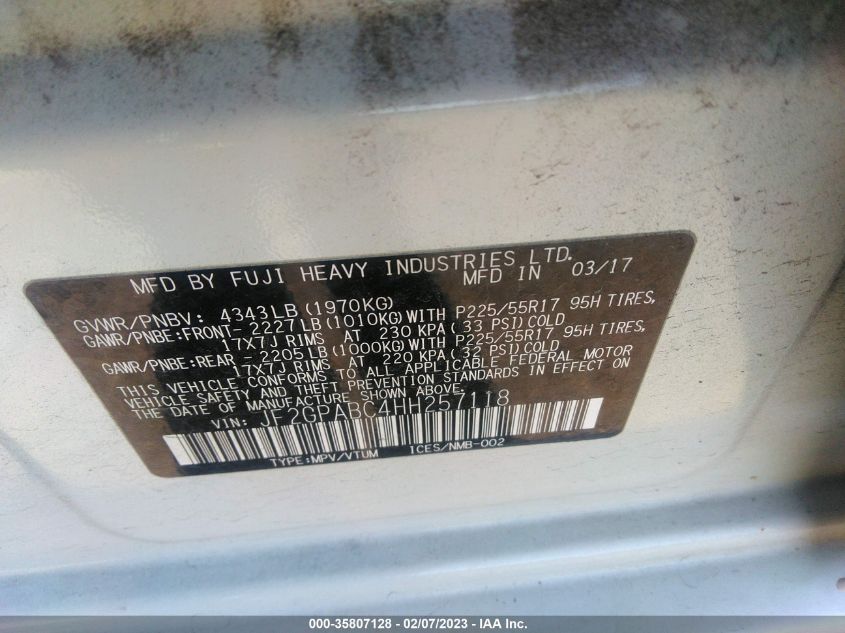 MFD BY FUJI HEAVY INDUSTRIES LTD.
MFD IN 03/17
GVWR/PNBV: 4343LB(1970KG)
GAWR/PNBE:FRONT- 2227LB(1010KG)WITH P225/55R17 95H TIRES,
17X7J RIMS AT 230 KPA(33 PSI)COLD
GAWR/PNBE:REAR - 2205LB(1000KG)WITH P225/55R17 95H TIRES,
17X7J RIMS AT 220 KPA(32 PSI)COLD
THIS VEHICLE CONFORMS TO ALL APPLICABLE FEDERAL MOTOR
VEHICLE SAFETY AND THEFT PREVENTION STANDARDS IN EFFECT ON
THE DATE OF MANUFACTURE SHOWN ABOVE.
VIN: JF2GPABC4HH257118
TYPE:MPV/VTUM ICES/NMB-002
000-35807128 - 02/07/2023 - © IAA Inc.